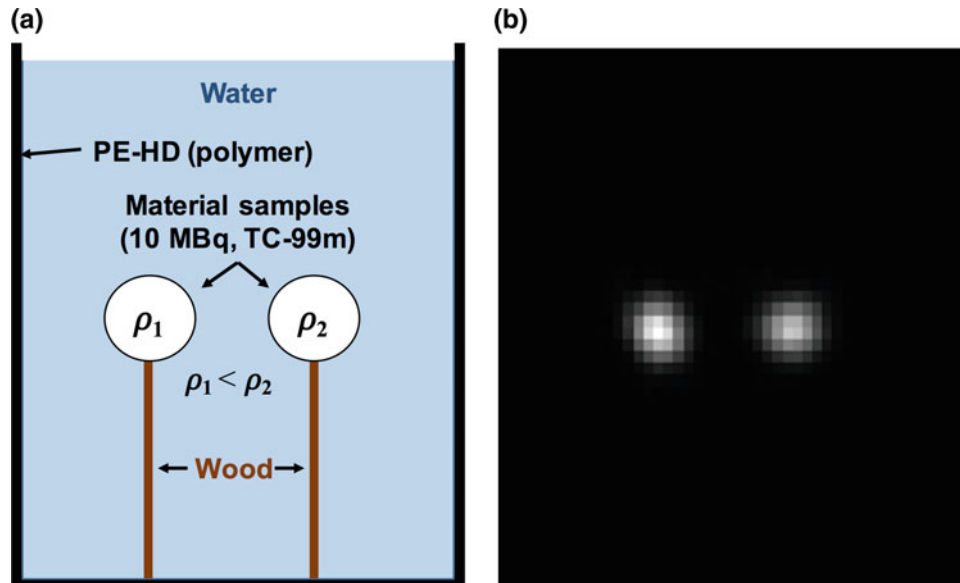 (a)
Water
PE-HD (polymer)
Material samples
(10 MBq, TC-99m)
ρ₁
ρ₂
ρ₁ < ρ₂
Wood
(b)